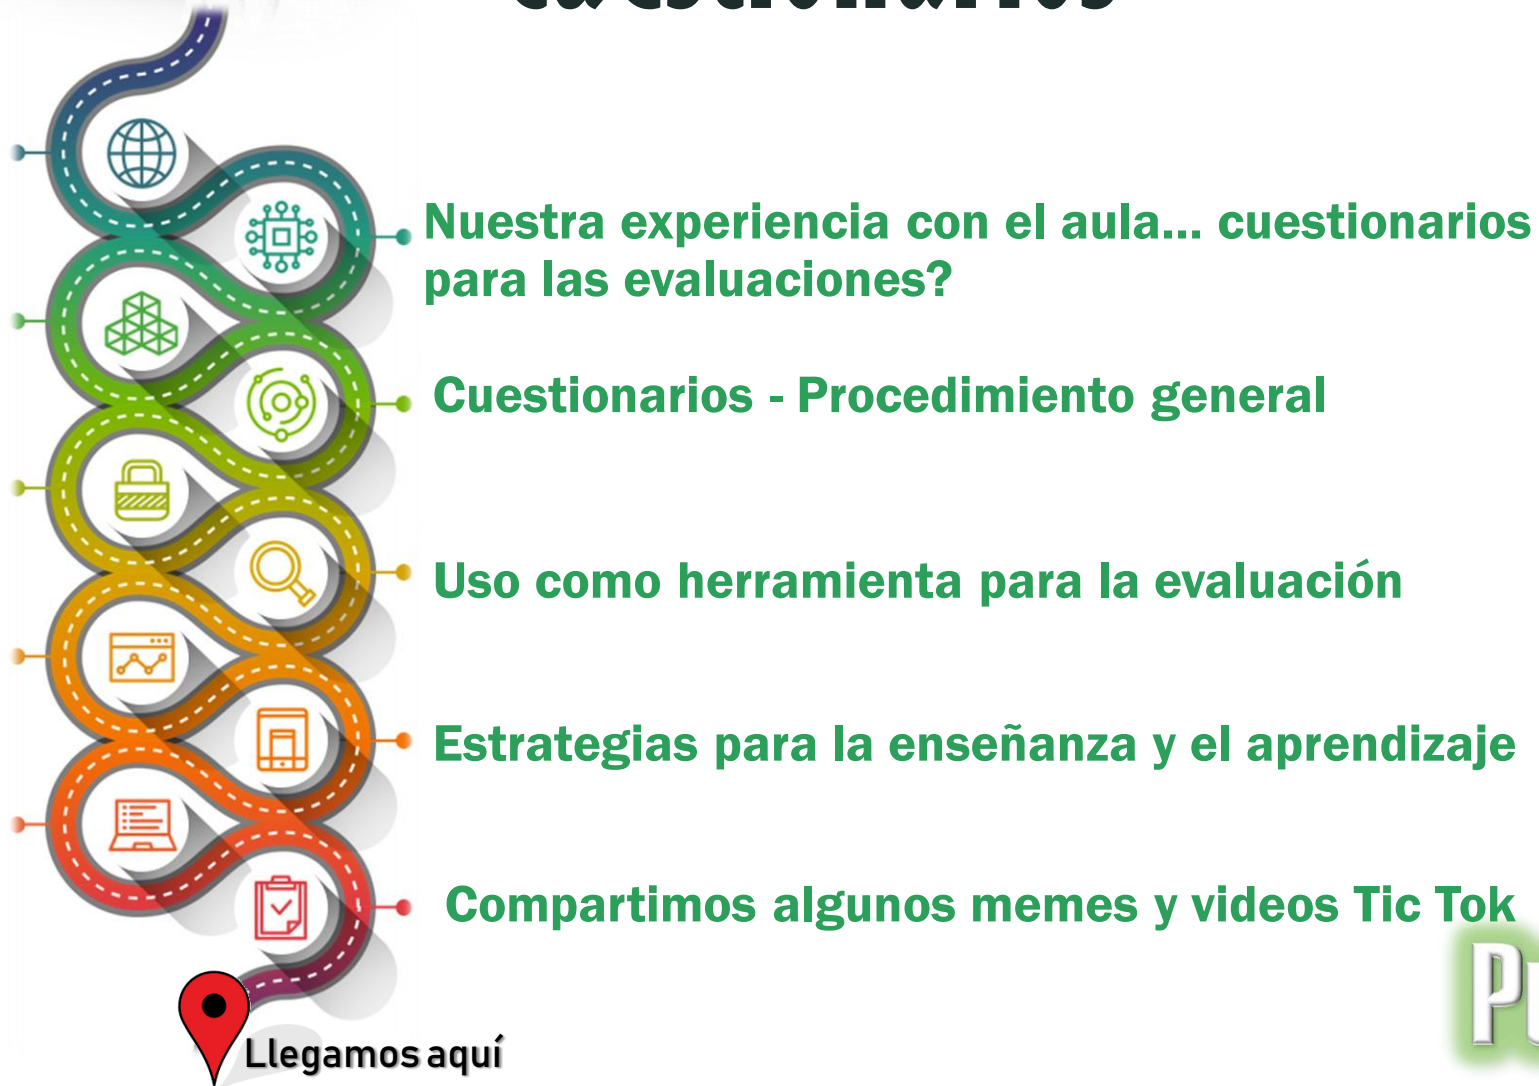 cuestionarios
Nuestra experiencia con el aula... cuestionarios
para las evaluaciones?
Cuestionarios - Procedimiento general
Uso como herramienta para la evaluación
Estrategias para la enseñanza y el aprendizaje
Compartimos algunos memes y videos Tic Tok
Llegamos aquí